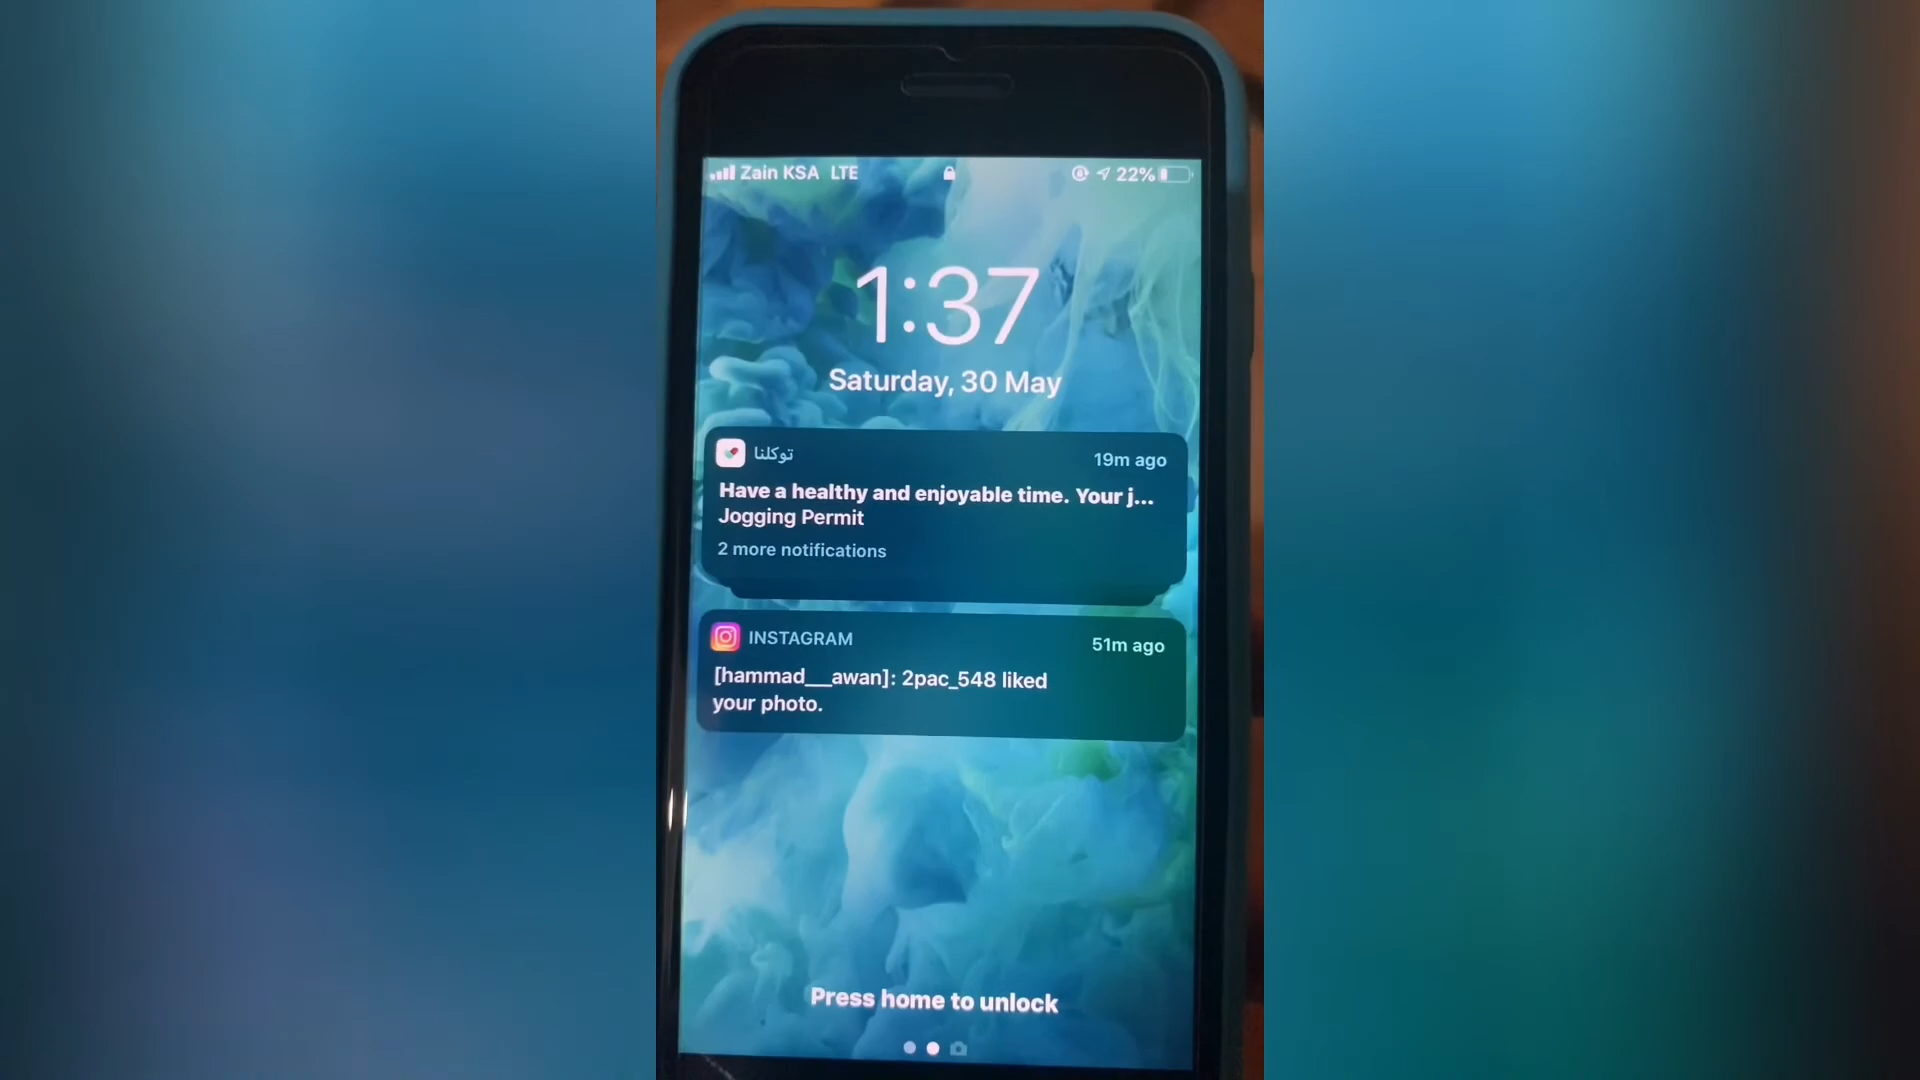 Zain KSA LTE 22%
1:37
Saturday, 30 May
توكلنا 19m ago
Have a healthy and enjoyable time. Your j...
Jogging Permit
2 more notifications
INSTAGRAM 51m ago
[hammad__awan]: 2pac_548 liked
your photo.
Press home to unlock